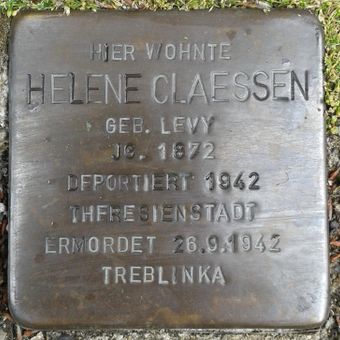 HIER WOHNTE
HELENE CLAESSEN
GEB. LEVY
JG. 1872
DEPORTIERT 1942
THERESIENSTADT
ERMORDET 26.9.1942
TREBLINKA